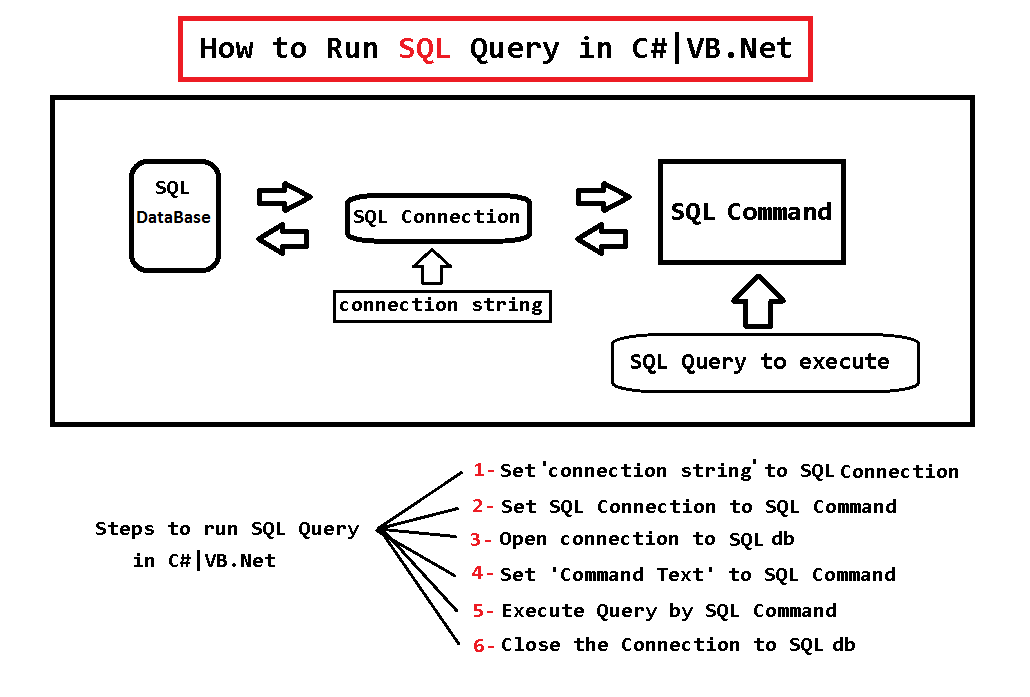 How to Run SQL Query in C#|VB.Net
SQL
DataBase
SQL Connection
connection string
SQL Command
SQL Query to execute
Steps to run SQL Query
in C#|VB.Net
1- Set 'connection string' to SQL Connection
2- Set SQL Connection to SQL Command
3- Open connection to SQL db
4- Set 'Command Text' to SQL Command
5- Execute Query by SQL Command
6- Close the Connection to SQL db